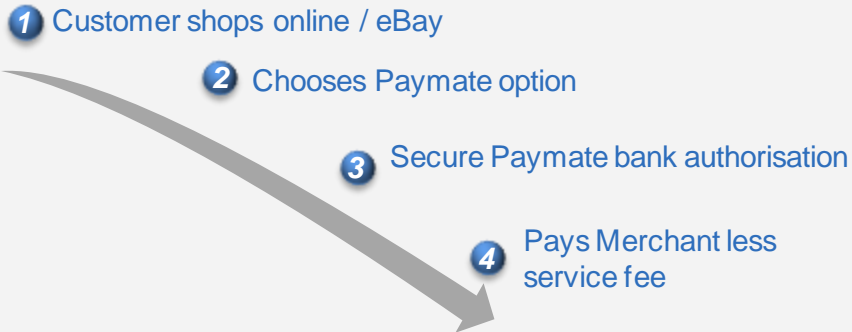 1 Customer shops online / eBay
2 Chooses Paymate option
3 Secure Paymate bank authorisation
4 Pays Merchant less
service fee